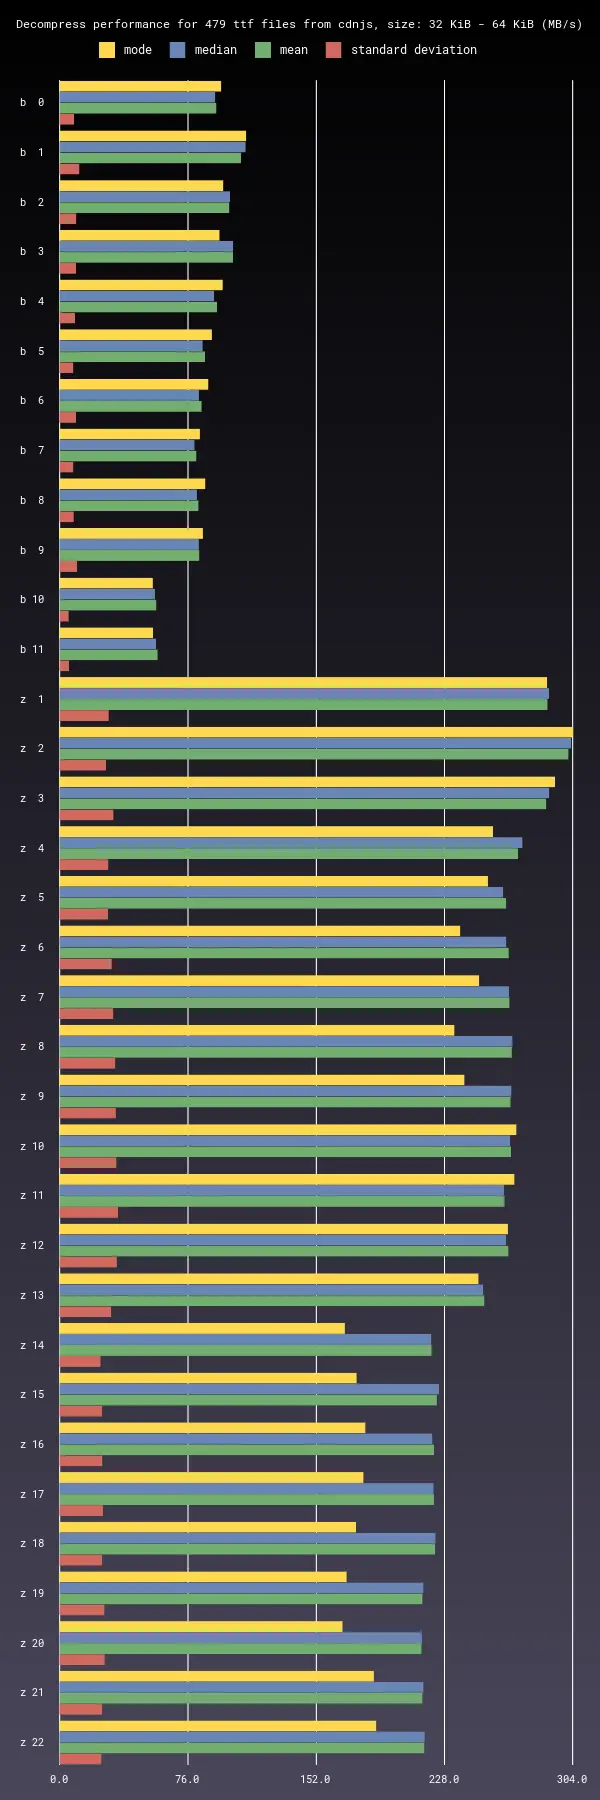 Decompress performance for 479 ttf files from cdnjs, size: 32 KiB - 64 KiB (MB/s)
mode median mean standard deviation
b 0
b 1
b 2
b 3
b 4
b 5
b 6
b 7
b 8
b 9
b 10
b 11
z 1
z 2
z 3
z 4
z 5
z 6
z 7
z 8
z 9
z 10
z 11
z 12
z 13
z 14
z 15
z 16
z 17
z 18
z 19
z 20
z 21
z 22
0.0 76.0 152.0 228.0 304.0